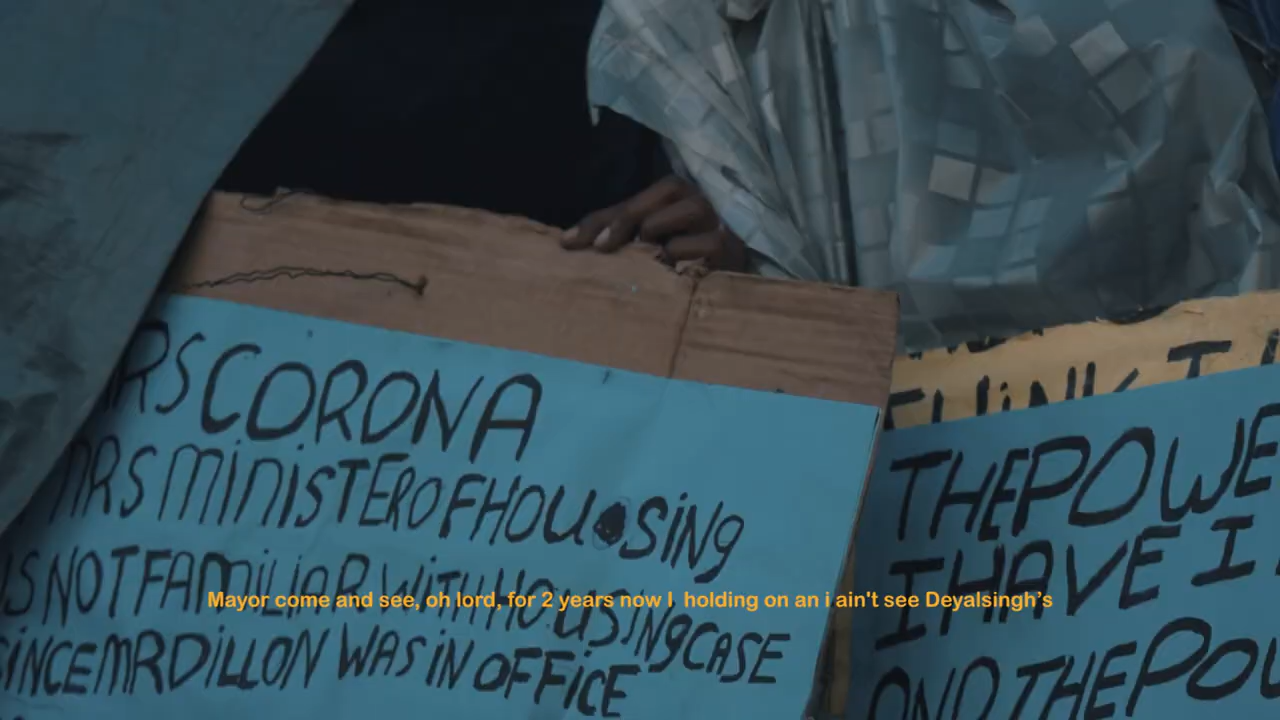 RS CORONA
MRS MINISTER OF HOUSING
IS NOT FAMILIAR WITH HOUSING CASE
SINCE MR DILLON WAS IN OFFICE
THINK I
THE POWE
I HAVE I
AND THE POU
Mayor come and see, oh lord, for 2 years now I holding on an i ain't see Deyalsingh's